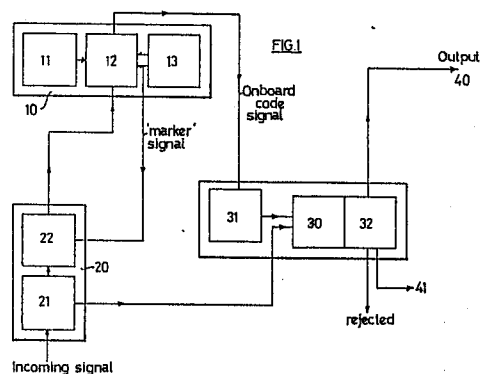 FIG.1
Output
40
11
12
13
10
Onboard
code
signal
'marker'
signal
31
30
32
22
20
21
41
rejected
Incoming signal